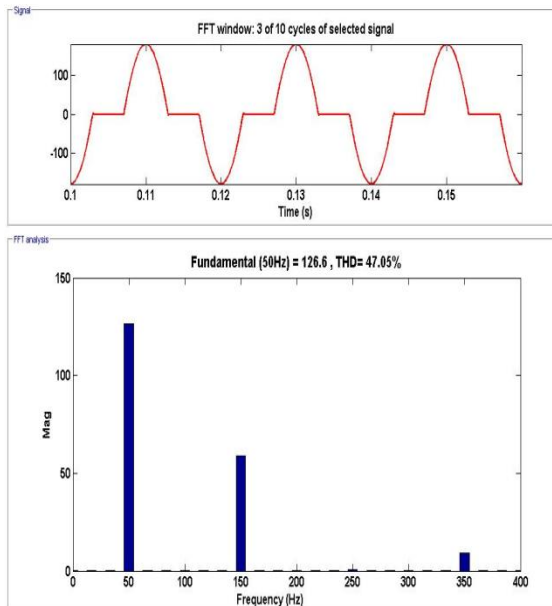 Signal
FFT window: 3 of 10 cycles of selected signal
100
0
-100
0.1 0.11 0.12 0.13 0.14 0.15
Time (s)
FFT analysis
Fundamental (50Hz) = 126.6 , THD= 47.05%
150
100
50
0
Mag
0 50 100 150 200 250 300 350 400
Frequency (Hz)